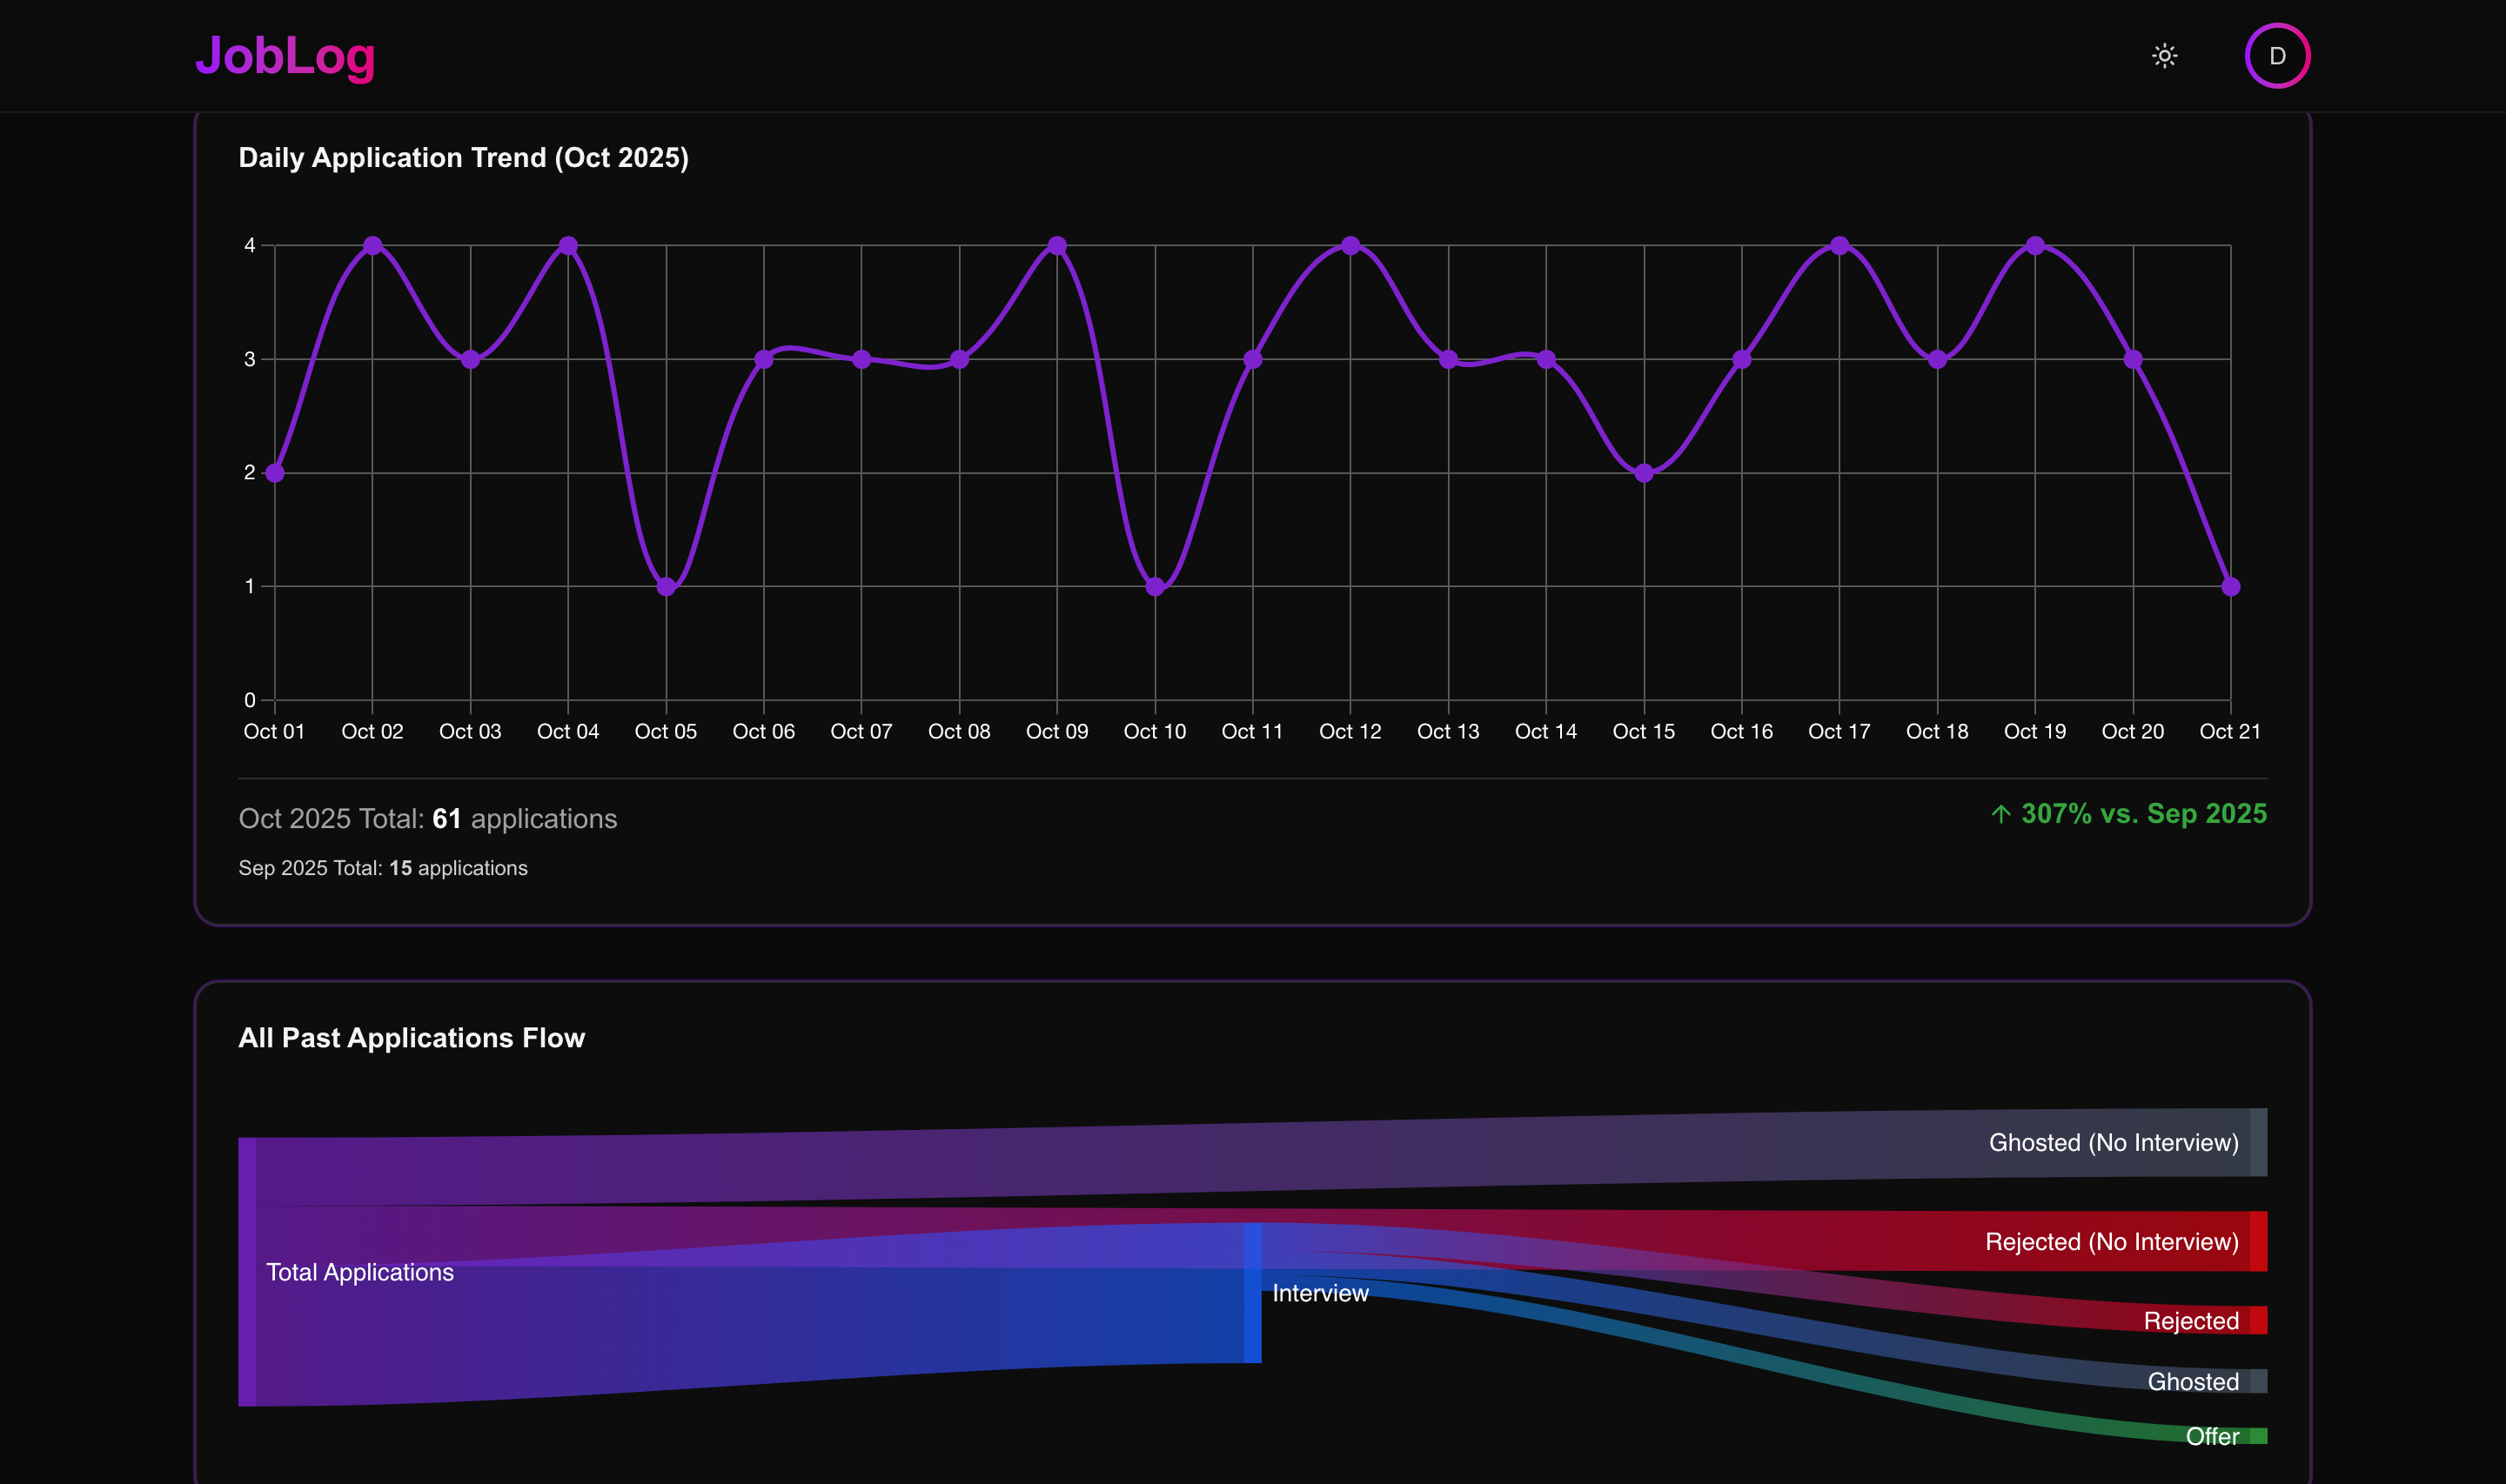 JobLog
D
Daily Application Trend (Oct 2025)
4
3
2
1
0
Oct 01 Oct 02 Oct 03 Oct 04 Oct 05 Oct 06 Oct 07 Oct 08 Oct 09 Oct 10 Oct 11 Oct 12 Oct 13 Oct 14 Oct 15 Oct 16 Oct 17 Oct 18 Oct 19 Oct 20 Oct 21
Oct 2025 Total: 61 applications
↑ 307% vs. Sep 2025
Sep 2025 Total: 15 applications
All Past Applications Flow
Ghosted (No Interview)
Rejected (No Interview)
Total Applications
Interview
Rejected
Ghosted
Offer